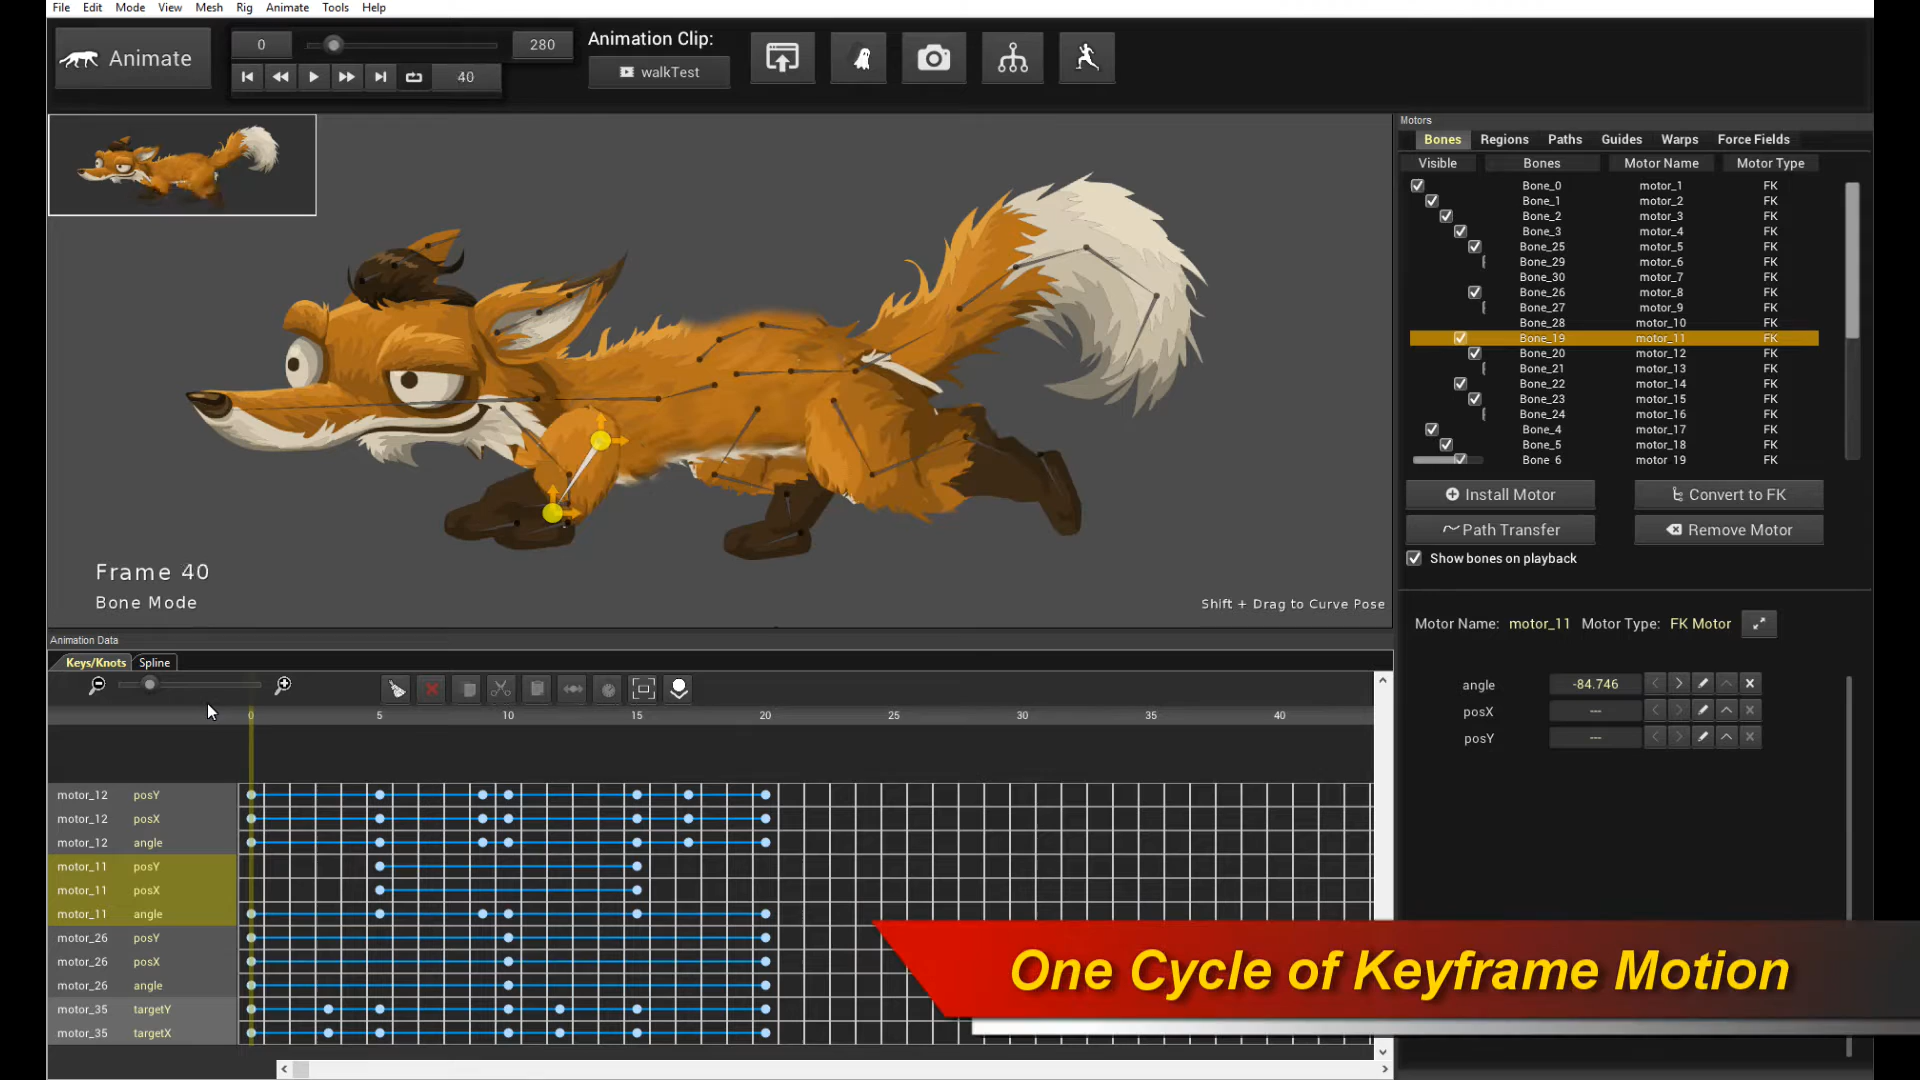 File Edit Mode View Mesh Rig Animate Tools Help
Animate
0 280
40
Animation Clip:
walkTest
Motors
Bones Regions Paths Guides Warps Force Fields
Visible Bones Motor Name Motor Type
Bone_0 motor_1 FK
Bone_1 motor_2 FK
Bone_2 motor_3 FK
Bone_3 motor_4 FK
Bone_25 motor_5 FK
Bone_29 motor_6 FK
Bone_30 motor_7 FK
Bone_26 motor_8 FK
Bone_27 motor_9 FK
Bone_28 motor_10 FK
Bone_19 motor_11 FK
Bone_20 motor_12 FK
Bone_21 motor_13 FK
Bone_22 motor_14 FK
Bone_23 motor_15 FK
Bone_24 motor_16 FK
Bone_4 motor_17 FK
Bone_5 motor_18 FK
Bone_6 motor_19 FK
Install Motor Convert to FK
Path Transfer Remove Motor
Show bones on playback
Motor Name: motor_11 Motor Type: FK Motor
angle -84.746
posX ---
posY ---
Frame 40
Bone Mode
Shift + Drag to Curve Pose
Animation Data
Keys/Knots Spline
0 5 10 15 20 25 30 35 40
motor_12 posY
motor_12 posX
motor_12 angle
motor_11 posY
motor_11 posX
motor_11 angle
motor_26 posY
motor_26 posX
motor_26 angle
motor_35 targetY
motor_35 targetX
One Cycle of Keyframe Motion